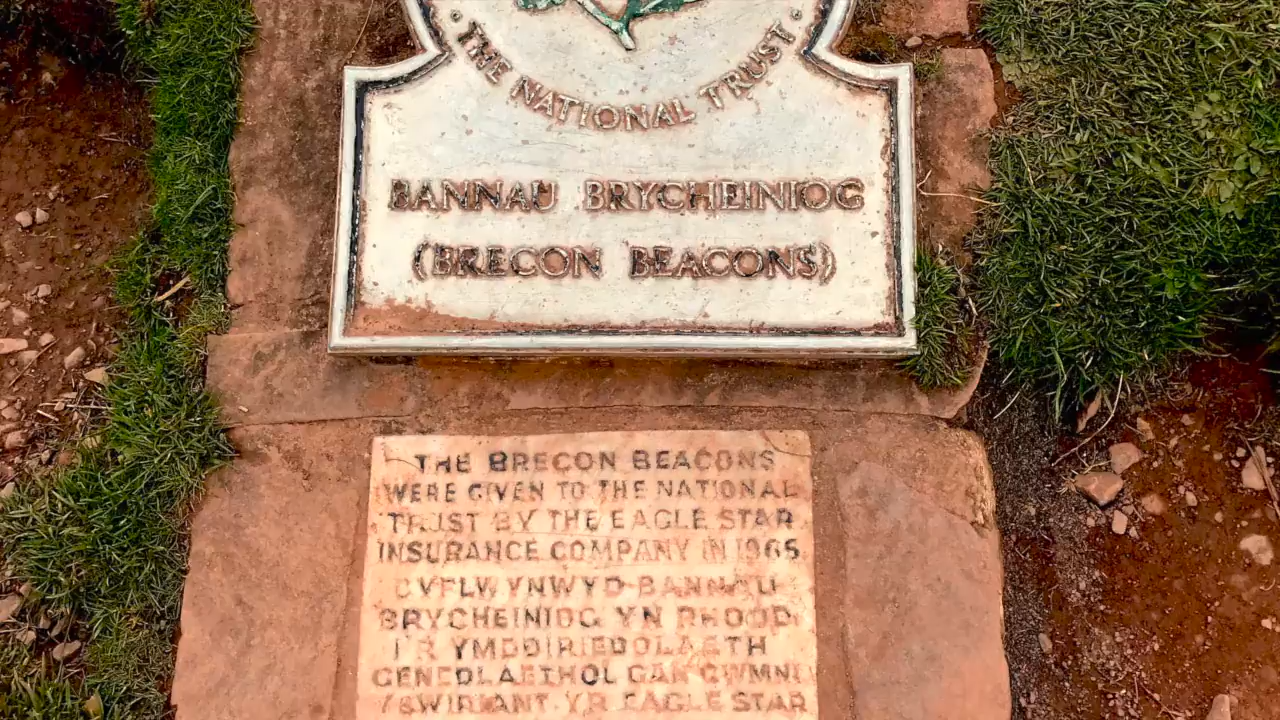 THE NATIONAL TRUST
BANNAU BRYCHEINIOG
(BRECON BEACONS)
THE BRECON BEACONS
WERE GIVEN TO THE NATIONAL
TRUST BY THE EAGLE STAR
INSURANCE COMPANY IN 1965
CYFLWYNWYD BANNAU
BRYCHEINIOG YN RHODD
I'R YMDDIRIEDOLAETH
GENEDLAETHOL GAN GWMNI
YSWIRIANT YR EAGLE STAR